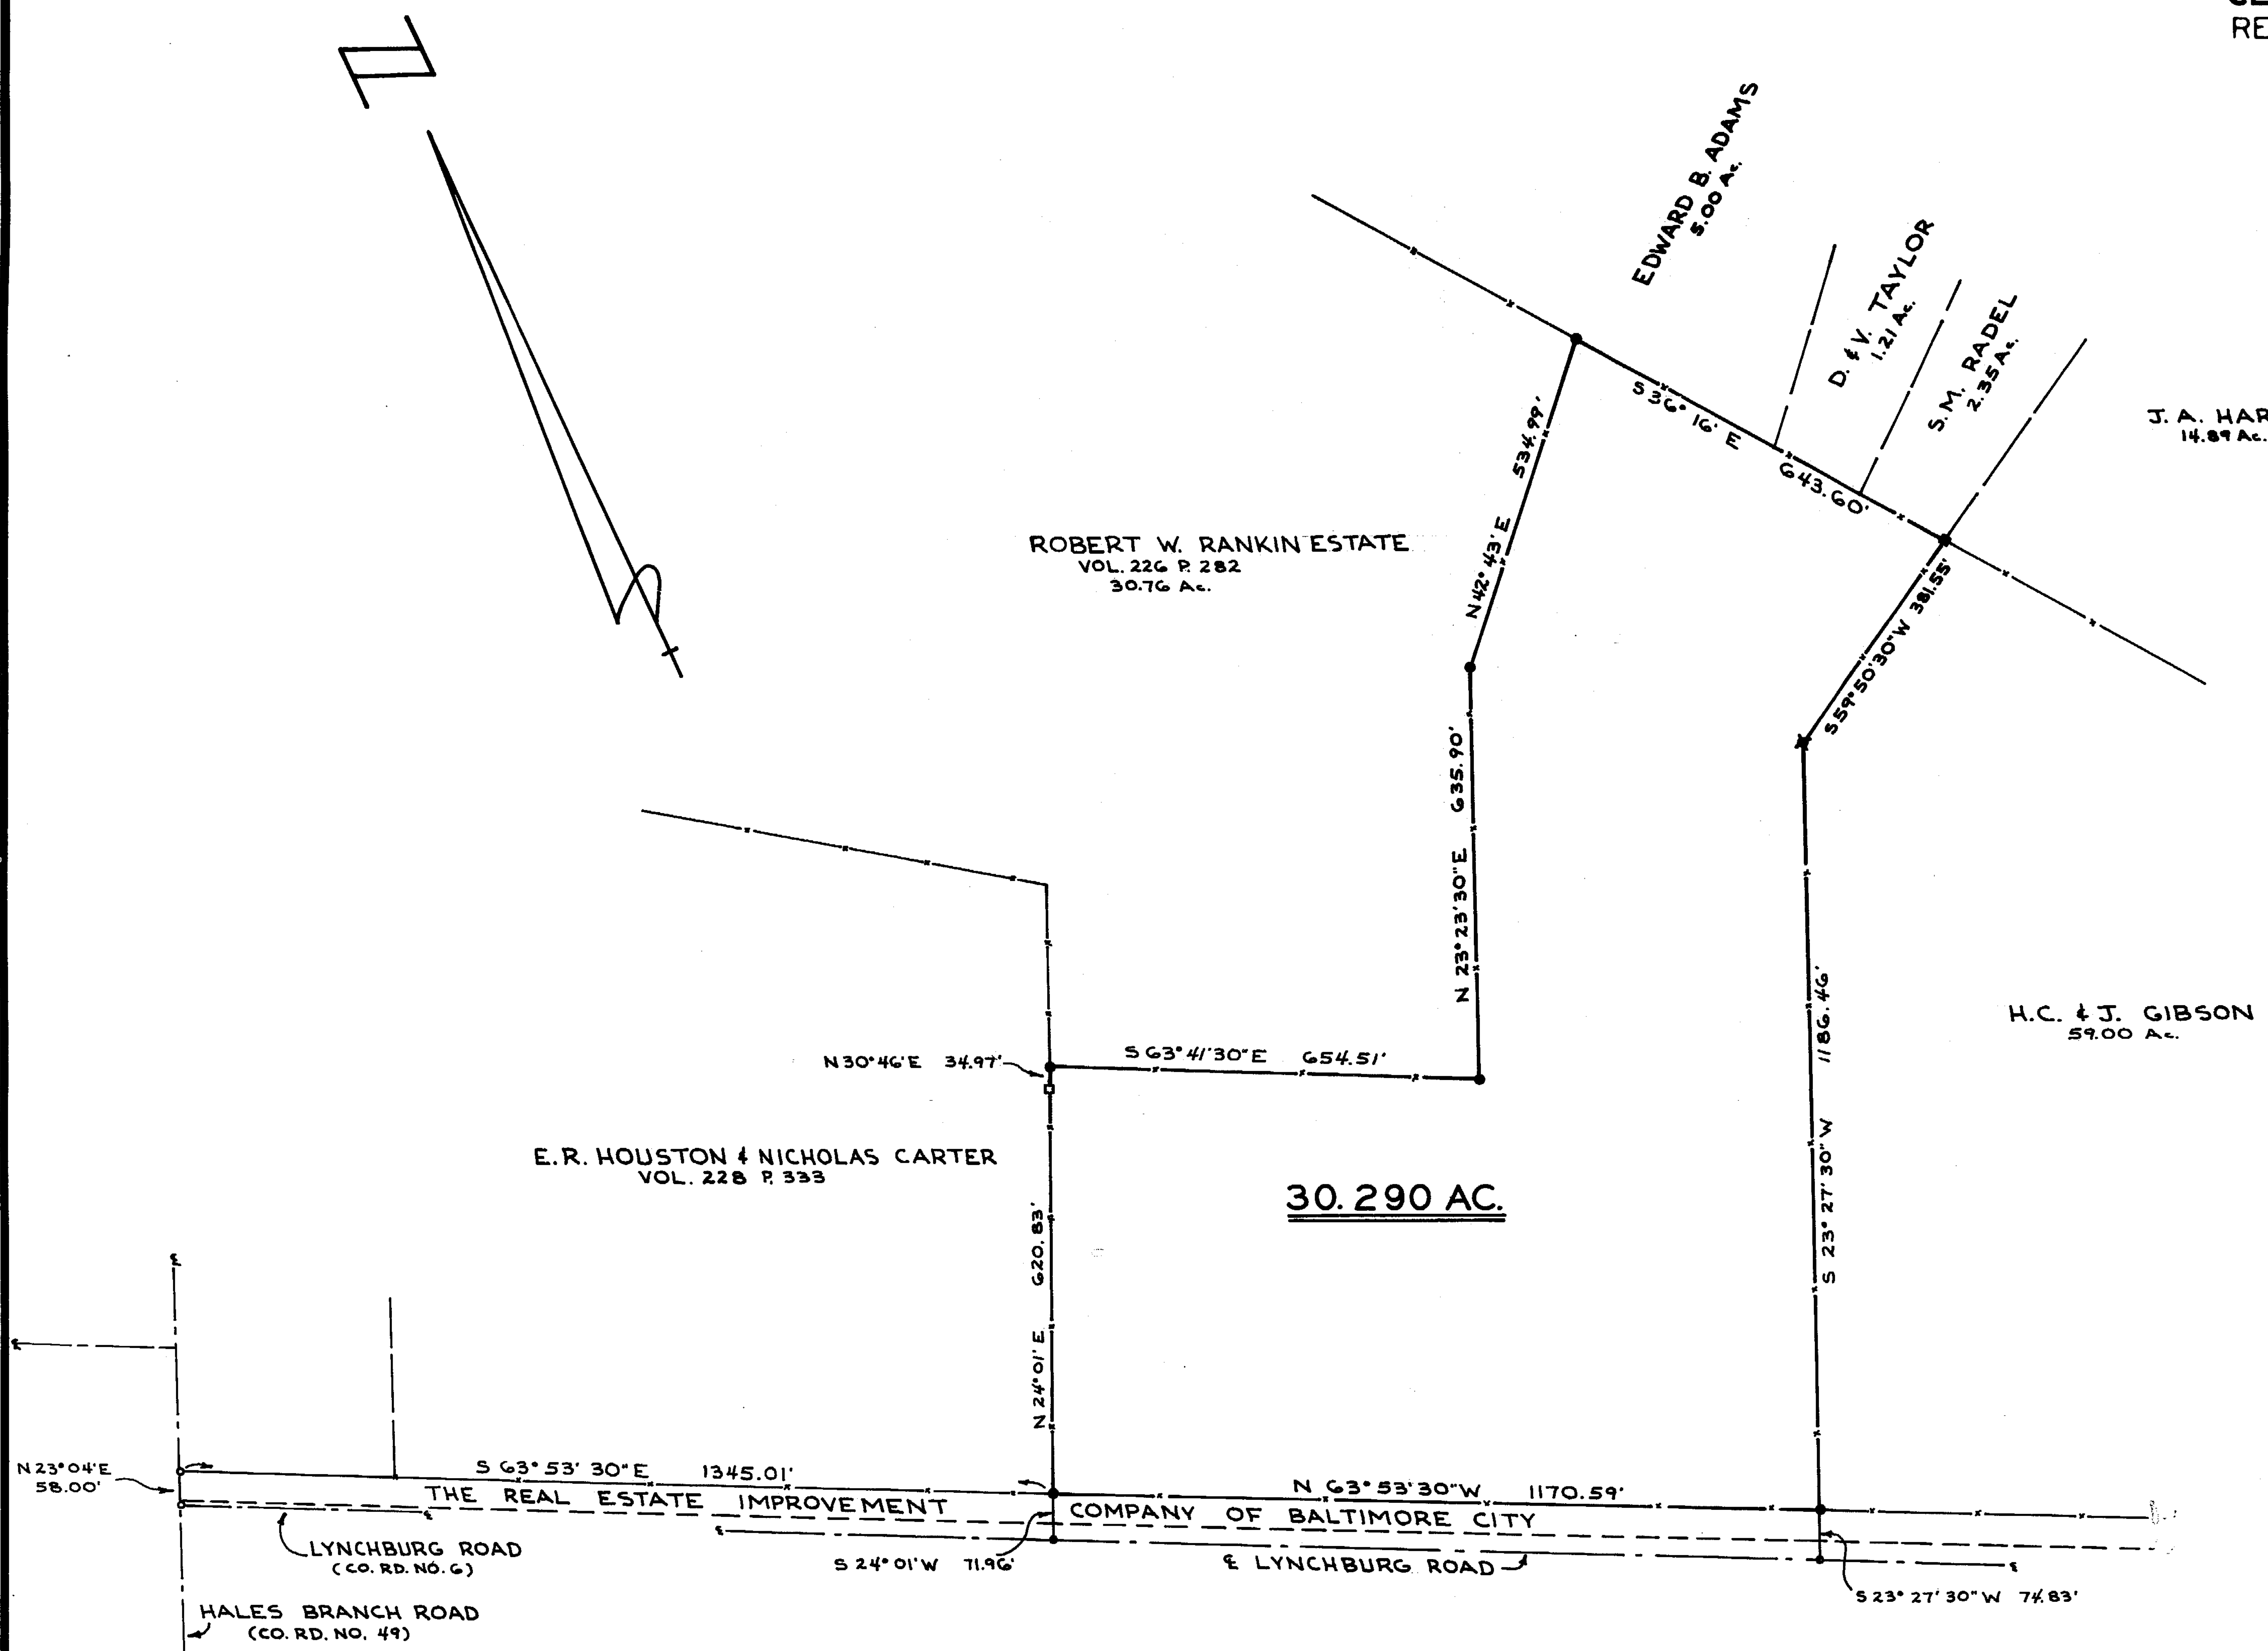 EDWARD B. ADAMS
5.00 Ac.
D. & V. TAYLOR
1.21 Ac.
S.M. RADEL
2.35 Ac.
J. A. HAR
14.89 Ac.
S 36° 16' E 643.60'
N 42° 43' E 534.99'
S 59° 50' 30" W 381.55'
ROBERT W. RANKIN ESTATE
VOL. 226 P. 282
30.76 Ac.
N 23° 23' 30" E 635.90'
S 23° 27' 30" W 1186.46'
H.C. & J. GIBSON
59.00 Ac.
N 30° 46' E 34.97'
S 63° 41' 30" E 654.51'
E.R. HOUSTON & NICHOLAS CARTER
VOL. 228 P. 333
30.290 AC.
N 24° 01' E 620.83'
N 23° 04' E
58.00'
S 63° 53' 30" E 1345.01'
N 63° 53' 30" W 1170.59'
THE REAL ESTATE IMPROVEMENT COMPANY OF BALTIMORE CITY
LYNCHBURG ROAD
(CO. RD. NO. 6)
S 24° 01' W 71.96'
℄ LYNCHBURG ROAD
S 23° 27' 30" W 74.83'
HALES BRANCH ROAD
(CO. RD. NO. 49)